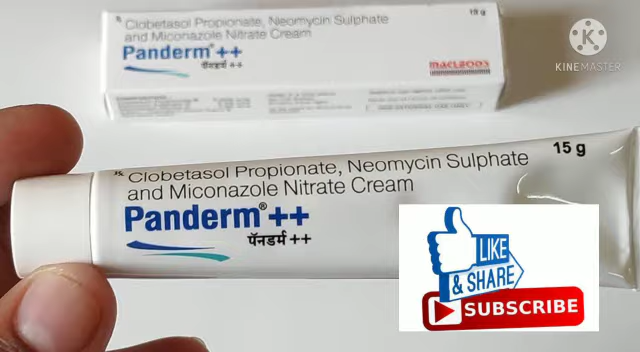 ℞ Clobetasol Propionate, Neomycin Sulphate
and Miconazole Nitrate Cream
15 g
Panderm®++
पॅनडर्म ++
MACLEODS
KINEMASTER
℞ Clobetasol Propionate, Neomycin Sulphate
and Miconazole Nitrate Cream
15 g
Panderm®++
पॅनडर्म ++
LIKE
& SHARE
SUBSCRIBE